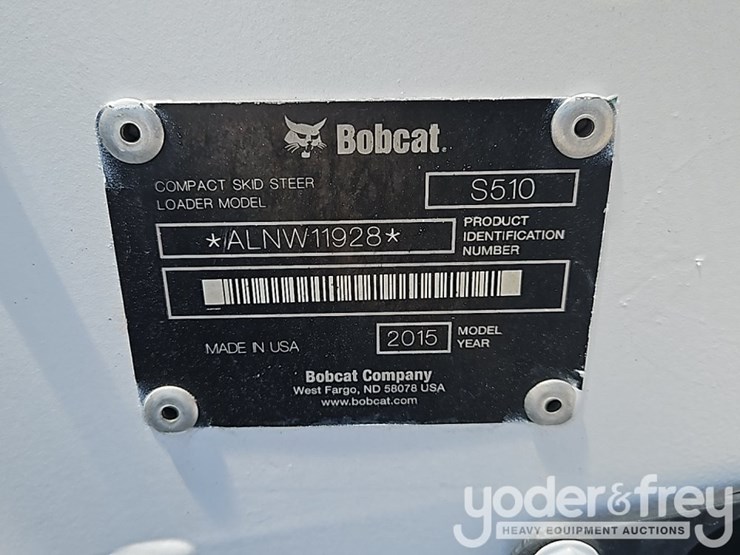 Bobcat.
COMPACT SKID STEER
LOADER MODEL
S510
*ALNW11928*
PRODUCT
IDENTIFICATION
NUMBER
MADE IN USA
2015
MODEL
YEAR
Bobcat Company
West Fargo, ND 58078 USA
www.bobcat.com
yoder&frey
HEAVY EQUIPMENT AUCTIONS